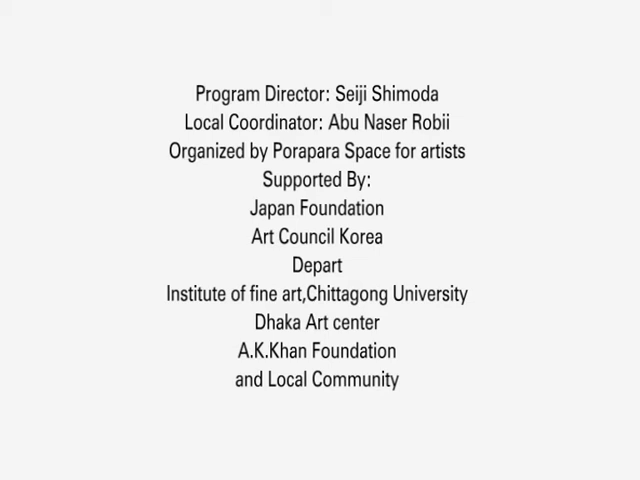 Program Director: Seiji Shimoda
Local Coordinator: Abu Naser Robii
Organized by Porapara Space for artists
Supported By:
Japan Foundation
Art Council Korea
Depart
Institute of fine art,Chittagong University
Dhaka Art center
A.K.Khan Foundation
and Local Community